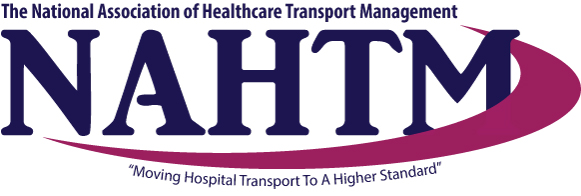 The National Association of Healthcare Transport Management
NAHTM
“Moving Hospital Transport To A Higher Standard”